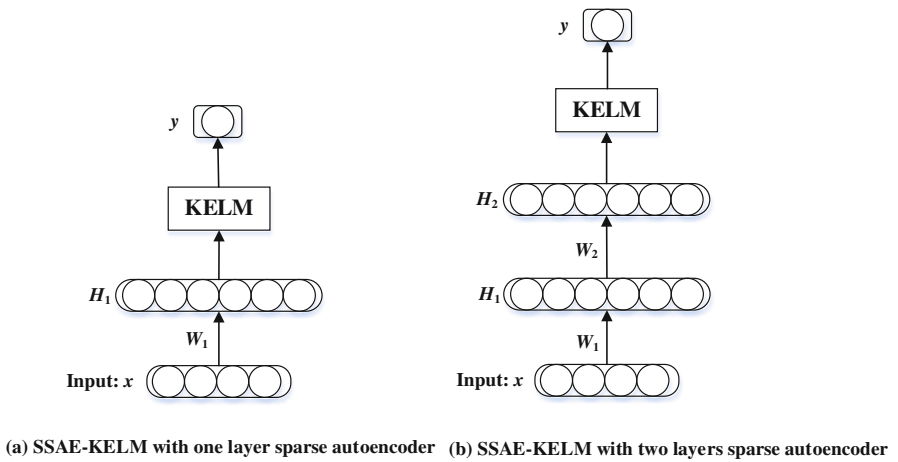 y
KELM
H1
W1
Input: x
(a) SSAE-KELM with one layer sparse autoencoder
y
KELM
H2
W2
H1
W1
Input: x
(b) SSAE-KELM with two layers sparse autoencoder